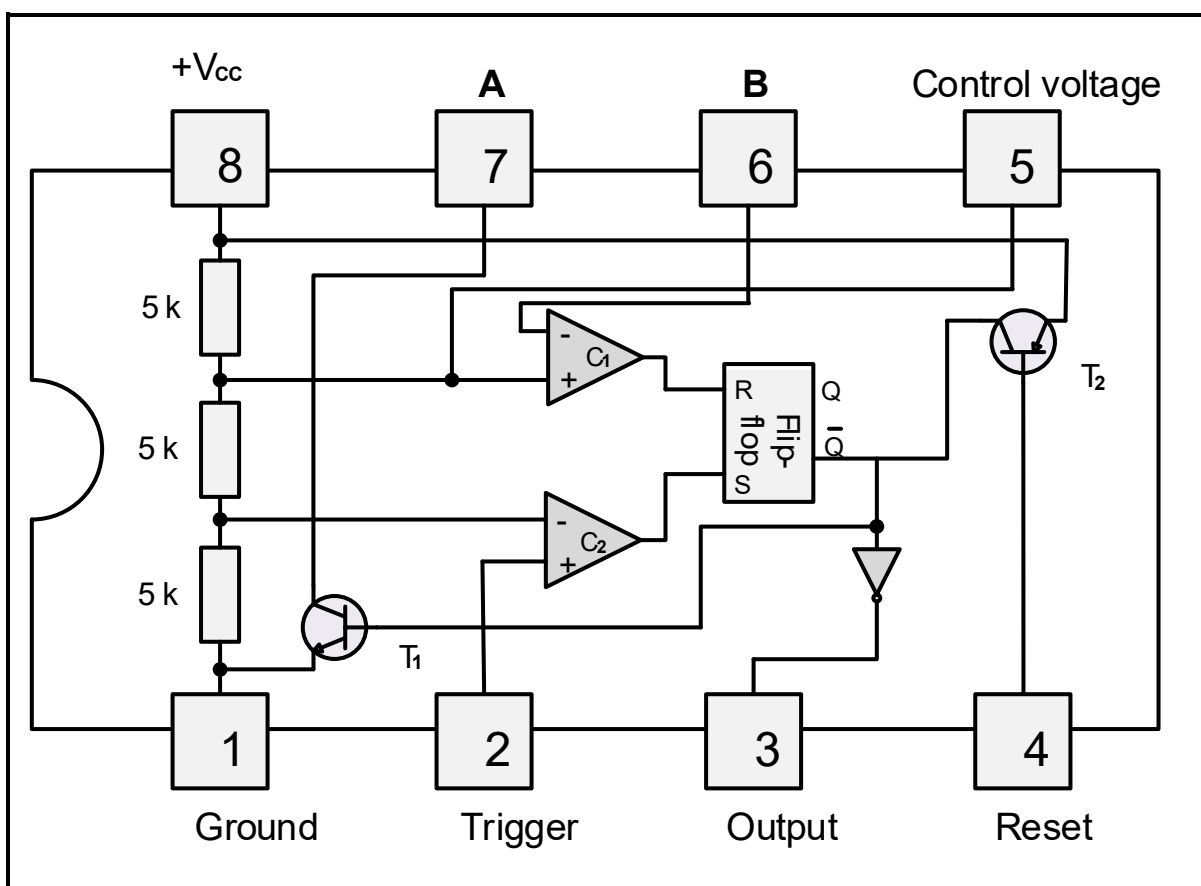 +Vcc
A
B
Control voltage
8
7
6
5
5 k
5 k
5 k
-
+
C1
R
Q
Flip-
flop
Q̄
S
T2
-
+
C2
T1
1
2
3
4
Ground
Trigger
Output
Reset